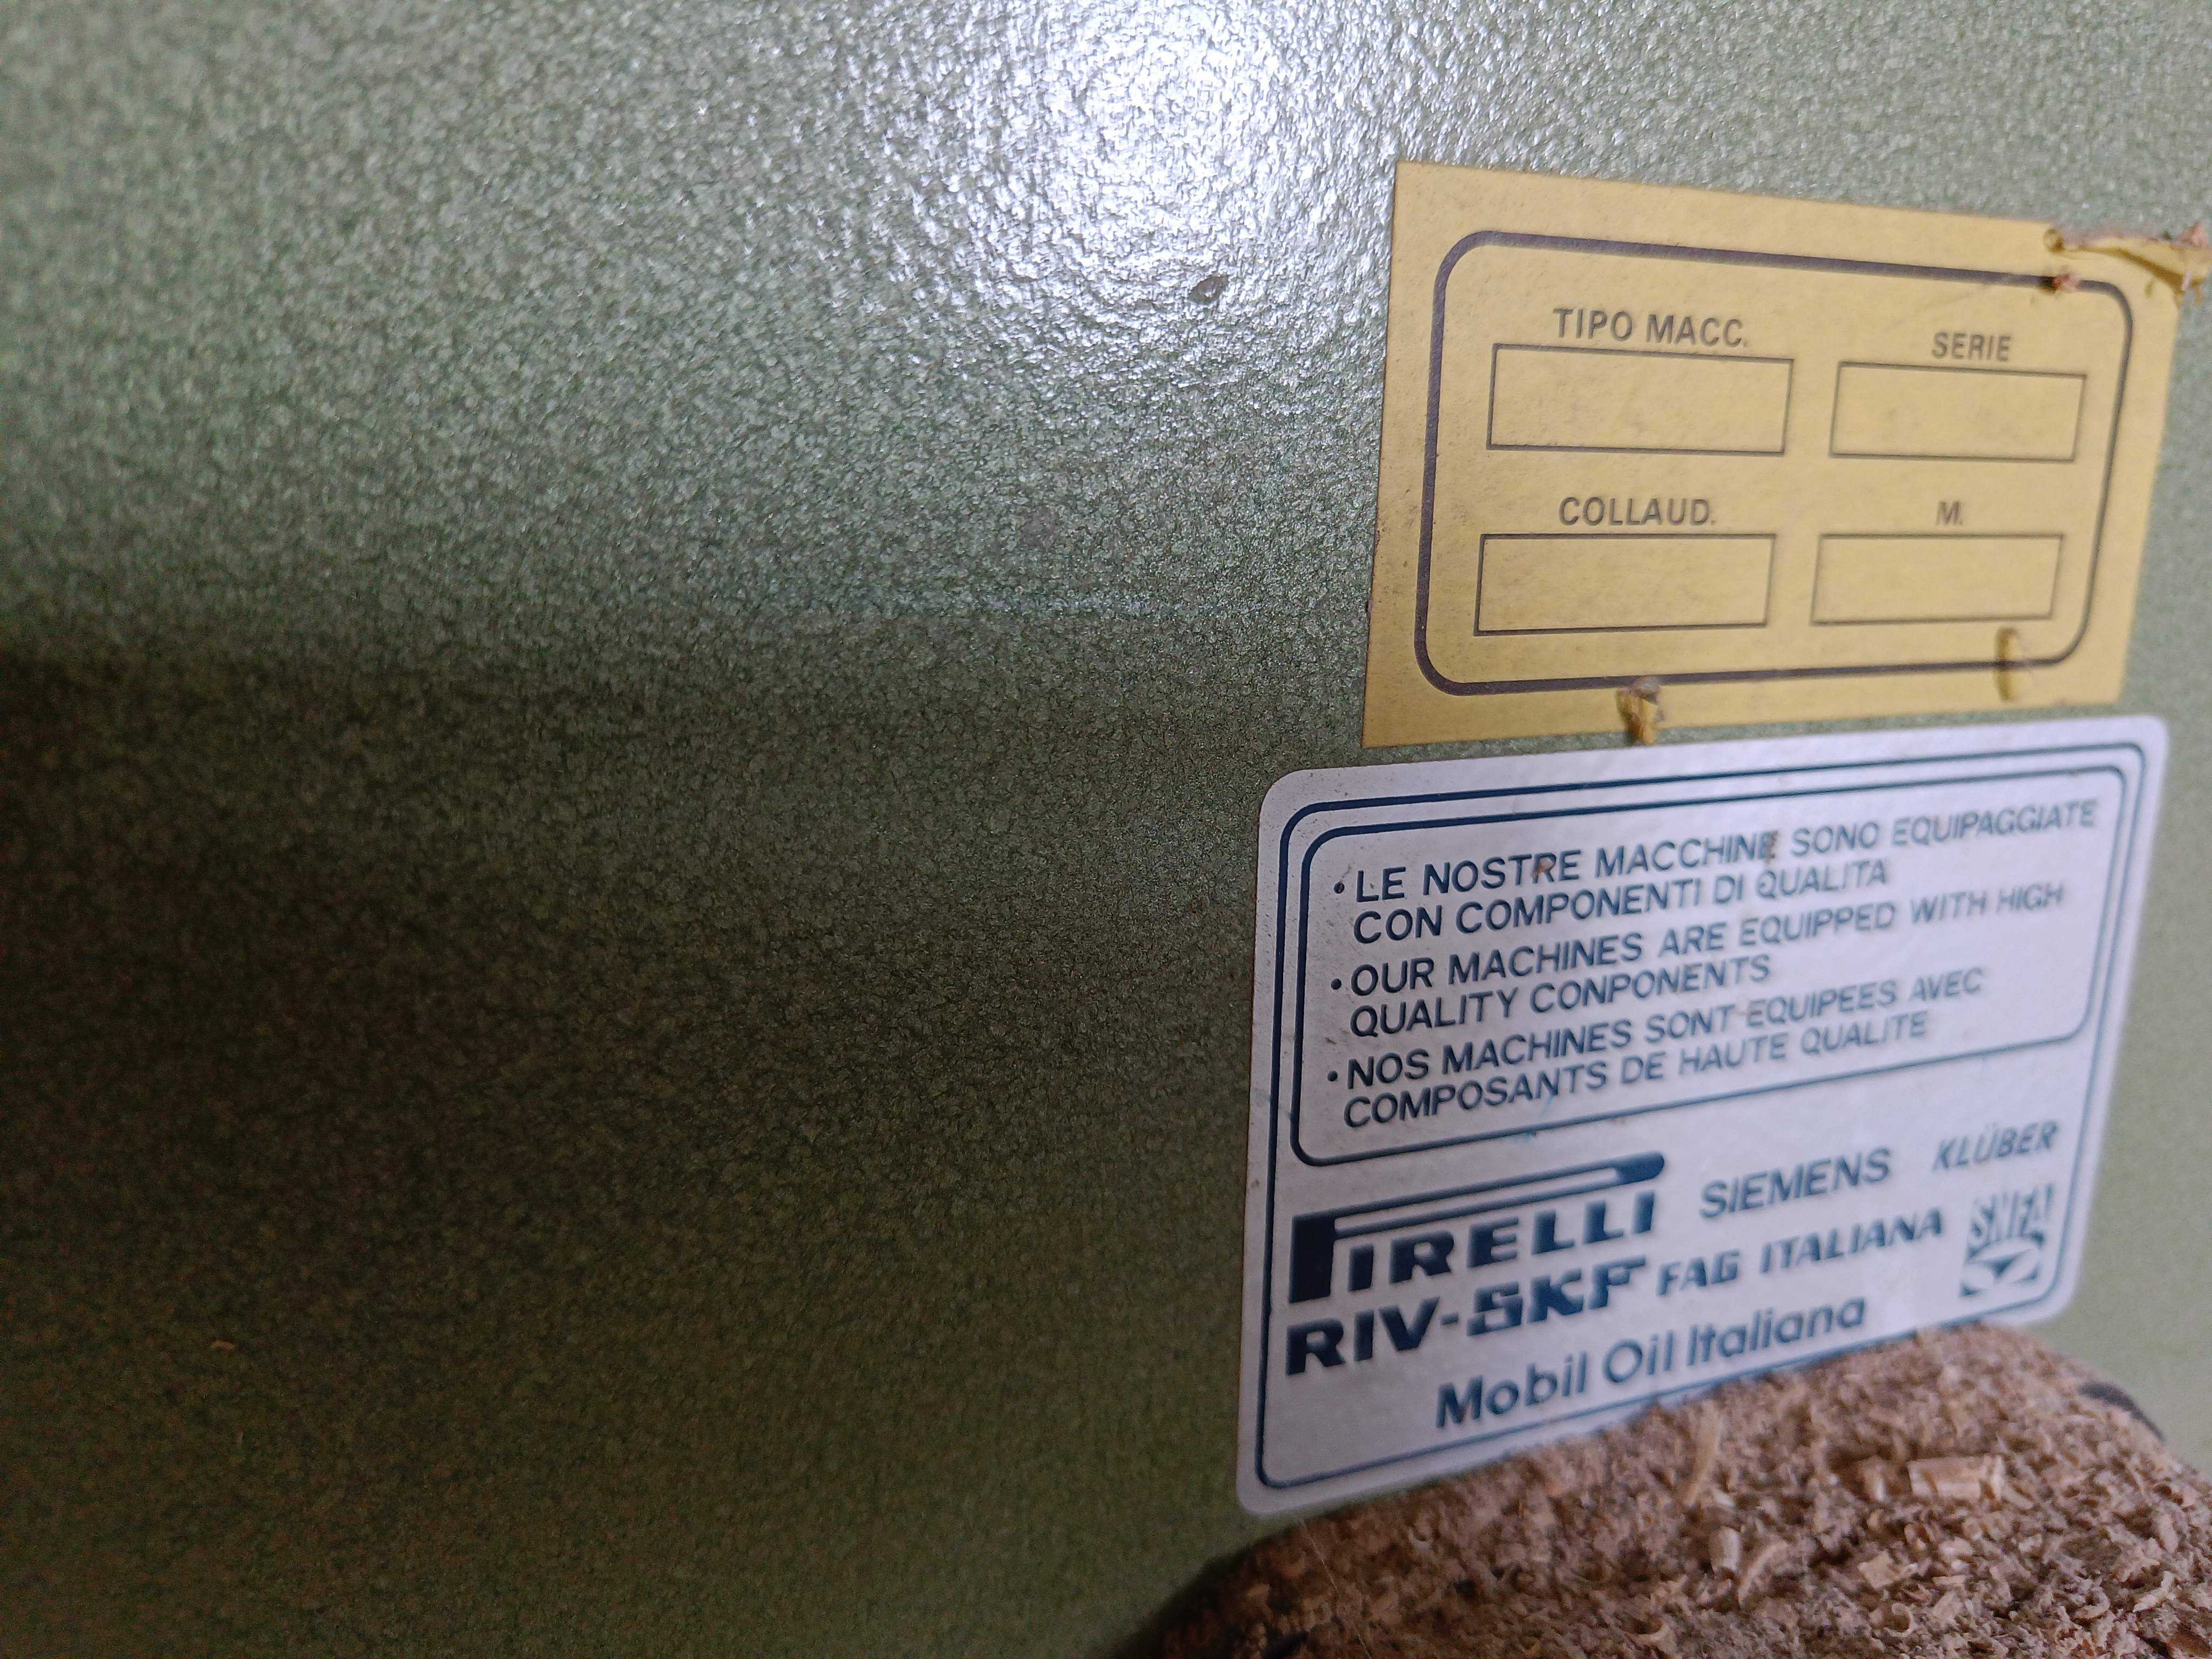 TIPO MACC. SERIE
COLLAUD. M.
• LE NOSTRE MACCHINE SONO EQUIPAGGIATE
CON COMPONENTI DI QUALITA
• OUR MACHINES ARE EQUIPPED WITH HIGH
QUALITY CONPONENTS
• NOS MACHINES SONT EQUIPEES AVEC
COMPOSANTS DE HAUTE QUALITE
PIRELLI SIEMENS KLÜBER
RIV-SKF FAG ITALIANA
Mobil Oil Italiana